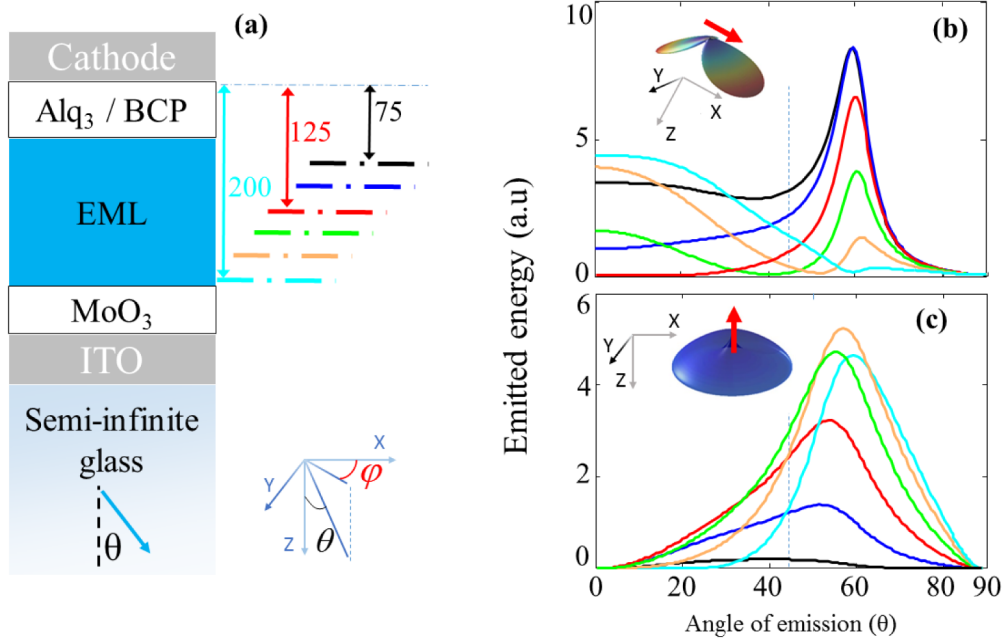 (a)
Cathode
Alq₃ / BCP
EML
MoO₃
ITO
Semi-infinite
glass
θ
75
125
200
X
φ
Y
θ
Z
Emitted energy (a.u)
10
(b)
5
0
Y
X
Z
6
(c)
4
2
0
X
Y
Z
0
20
40
60
80
90
Angle of emission (θ)